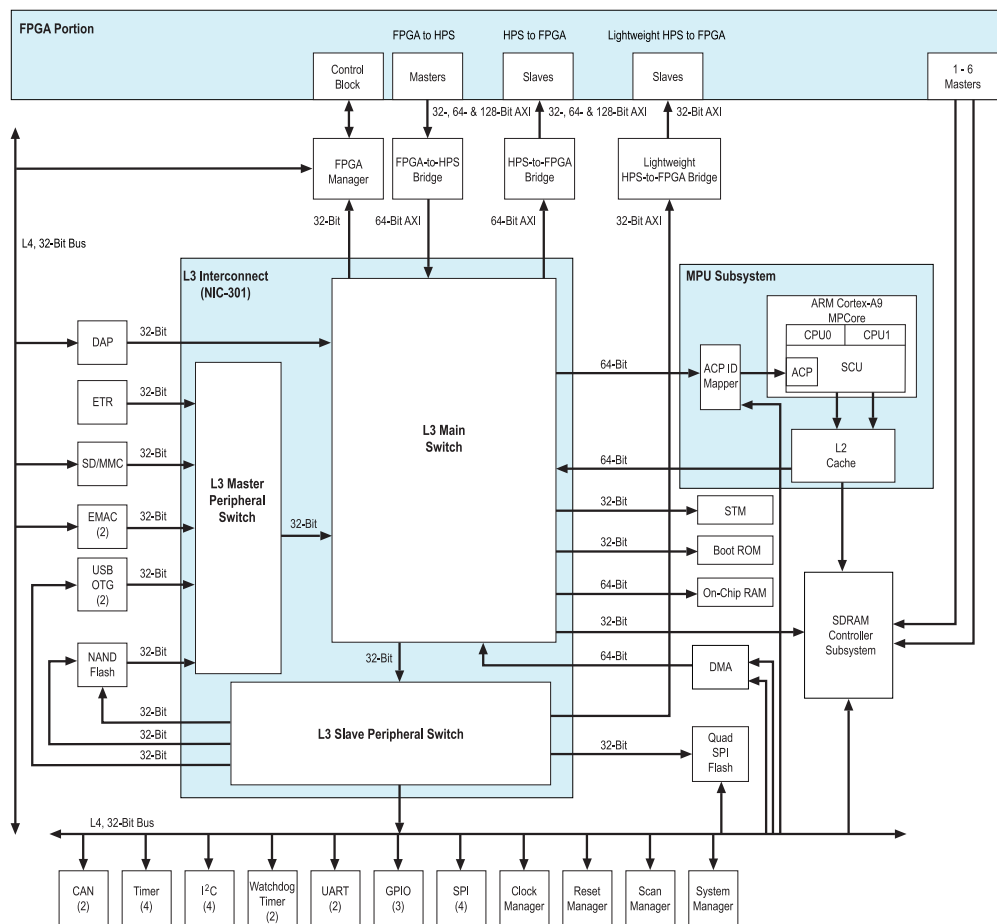 FPGA Portion
FPGA to HPS
HPS to FPGA
Lightweight HPS to FPGA
Control
Block
Masters
Slaves
Slaves
1 - 6
Masters
32-, 64- & 128-Bit AXI
32-, 64- & 128-Bit AXI
32-Bit AXI
FPGA
Manager
FPGA-to-HPS
Bridge
HPS-to-FPGA
Bridge
Lightweight
HPS-to-FPGA Bridge
32-Bit
64-Bit AXI
64-Bit AXI
32-Bit AXI
L4, 32-Bit Bus
L3 Interconnect
(NIC-301)
MPU Subsystem
ARM Cortex-A9
MPCore
CPU0
CPU1
ACP
SCU
ACP ID
Mapper
L2
Cache
DAP
32-Bit
ETR
32-Bit
SD/MMC
32-Bit
EMAC
(2)
32-Bit
USB
OTG
(2)
32-Bit
NAND
Flash
32-Bit
L3 Master
Peripheral
Switch
32-Bit
L3 Main
Switch
64-Bit
64-Bit
32-Bit
STM
32-Bit
Boot ROM
64-Bit
On-Chip RAM
32-Bit
SDRAM
Controller
Subsystem
32-Bit
64-Bit
DMA
32-Bit
32-Bit
32-Bit
L3 Slave Peripheral Switch
32-Bit
Quad
SPI
Flash
L4, 32-Bit Bus
CAN
(2)
Timer
(4)
I²C
(4)
Watchdog
Timer
(2)
UART
(2)
GPIO
(3)
SPI
(4)
Clock
Manager
Reset
Manager
Scan
Manager
System
Manager